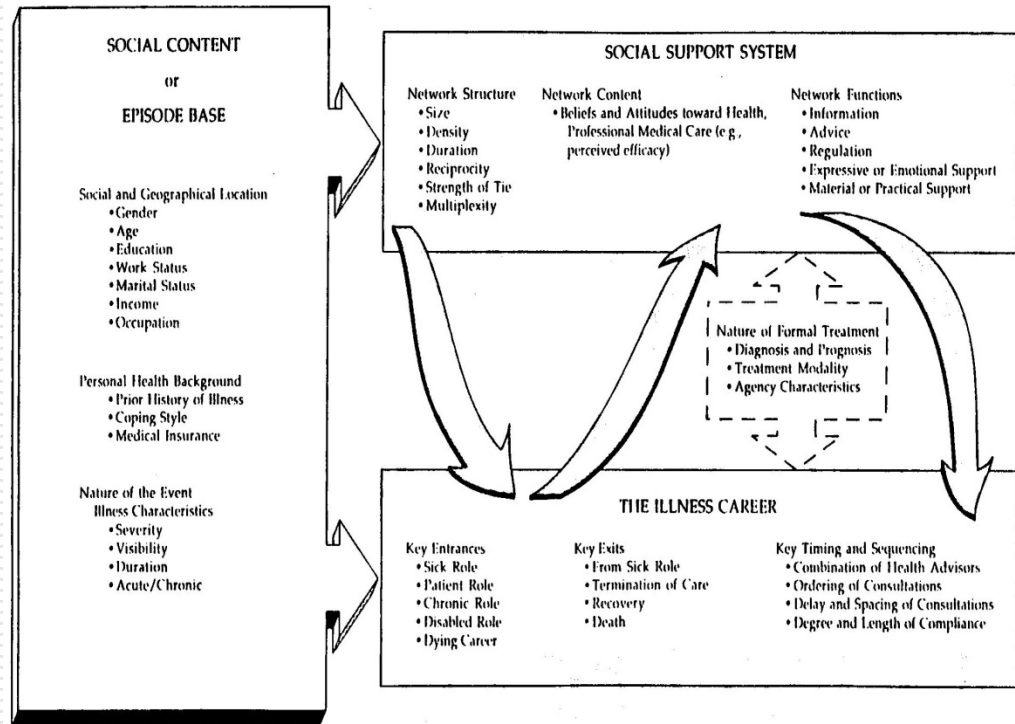 SOCIAL CONTENT
or
EPISODE BASE
Social and Geographical Location
• Gender
• Age
• Education
• Work Status
• Marital Status
• Income
• Occupation
Personal Health Background
• Prior History of Illness
• Coping Style
• Medical Insurance
Nature of the Event
Illness Characteristics
• Severity
• Visibility
• Duration
• Acute/Chronic
SOCIAL SUPPORT SYSTEM
Network Structure
• Size
• Density
• Duration
• Reciprocity
• Strength of Tie
• Multiplexity
Network Content
• Beliefs and Attitudes toward Health,
Professional Medical Care (e.g.,
perceived efficacy)
Network Functions
• Information
• Advice
• Regulation
• Expressive or Emotional Support
• Material or Practical Support
Nature of Formal Treatment
• Diagnosis and Prognosis
• Treatment Modality
• Agency Characteristics
THE ILLNESS CAREER
Key Entrances
• Sick Role
• Patient Role
• Chronic Role
• Disabled Role
• Dying Career
Key Exits
• From Sick Role
• Termination of Care
• Recovery
• Death
Key Timing and Sequencing
• Combination of Health Advisors
• Ordering of Consultations
• Delay and Spacing of Consultations
• Degree and Length of Compliance